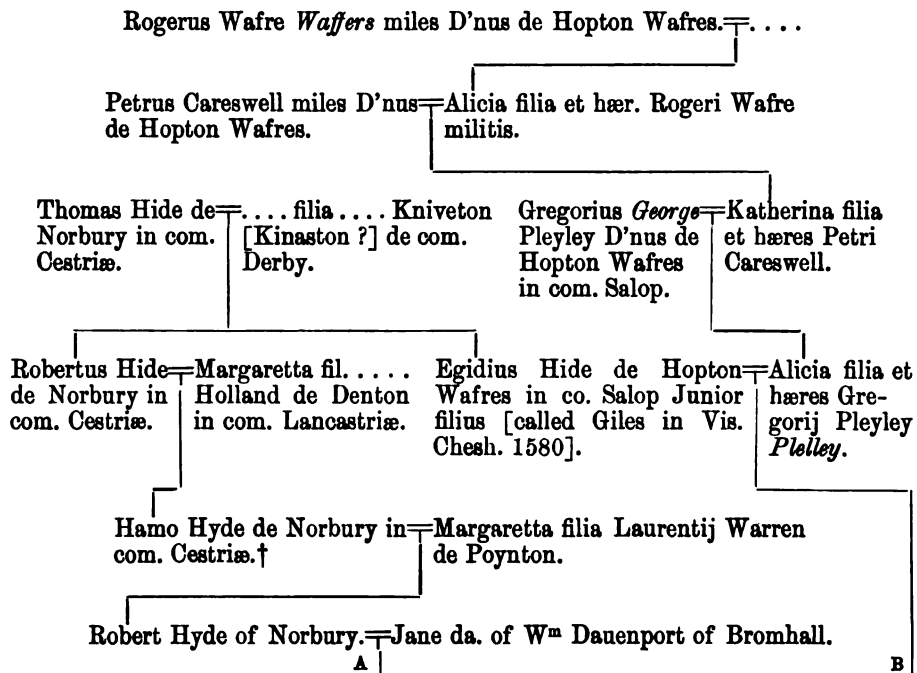 Rogerus Wafre Waffers miles D'nus de Hopton Wafres.╤. . . .
Petrus Careswell miles D'nus╤Alicia filia et hær. Rogeri Wafre
de Hopton Wafres. militis.
Thomas Hide de╤. . . . filia . . . . Kniveton
Norbury in com. [Kinaston ?] de com.
Cestriæ. Derby.
Gregorius George╤Katherina filia
Pleyley D'nus de et hæres Petri
Hopton Wafres Careswell.
in com. Salop.
Robertus Hide╤Margaretta fil. . . . .
de Norbury in Holland de Denton
com. Cestriæ. in com. Lancastriæ.
Egidius Hide de Hopton╤Alicia filia et
Wafres in co. Salop Junior hæres Gre-
filius [called Giles in Vis. gorij Pleyley
Chesh. 1580]. Plelley.
Hamo Hyde de Norbury in╤Margaretta filia Laurentij Warren
com. Cestriæ.† de Poynton.
Robert Hyde of Norbury.╤Jane da. of Wᵐ Dauenport of Bromhall.
A B